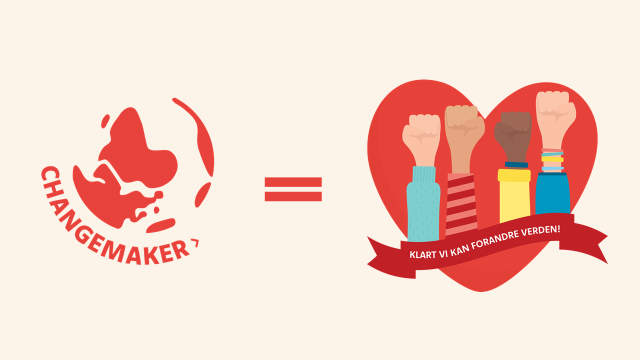 CHANGEMAKER
KLART VI KAN FORANDRE VERDEN!